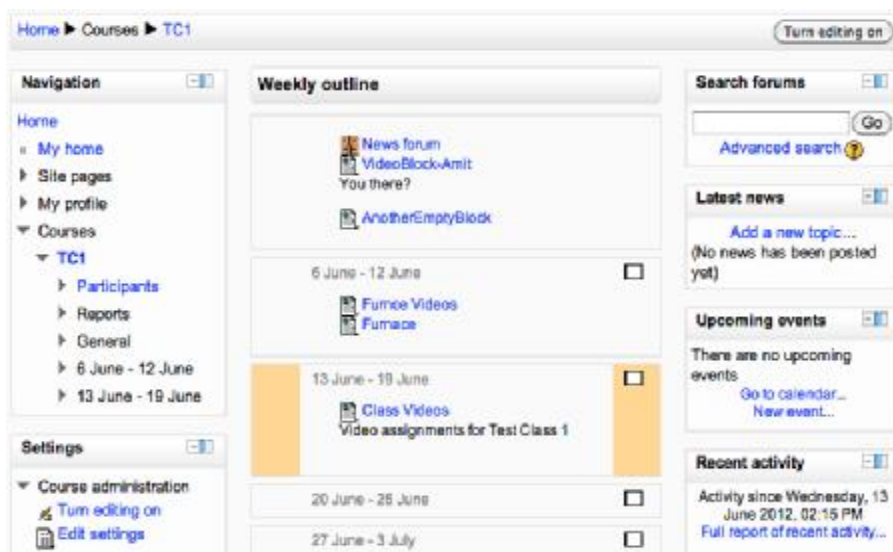 Home ▶ Courses ▶ TC1
Turn editing on
Navigation
Home
My home
Site pages
My profile
Courses
TC1
Participants
Reports
General
6 June - 12 June
13 June - 19 June
Settings
Course administration
Turn editing on
Edit settings
Weekly outline
News forum
VideoBlock-Amit
You there?
AnotherEmptyBlock
6 June - 12 June
Furnce Videos
Furnace
13 June - 19 June
Class Videos
Video assignments for Test Class 1
20 June - 26 June
27 June - 3 July
Search forums
Go
Advanced search
Latest news
Add a new topic...
(No news has been posted
yet)
Upcoming events
There are no upcoming
events
Go to calendar...
New event...
Recent activity
Activity since Wednesday, 13
June 2012, 02:15 PM
Full report of recent activity...